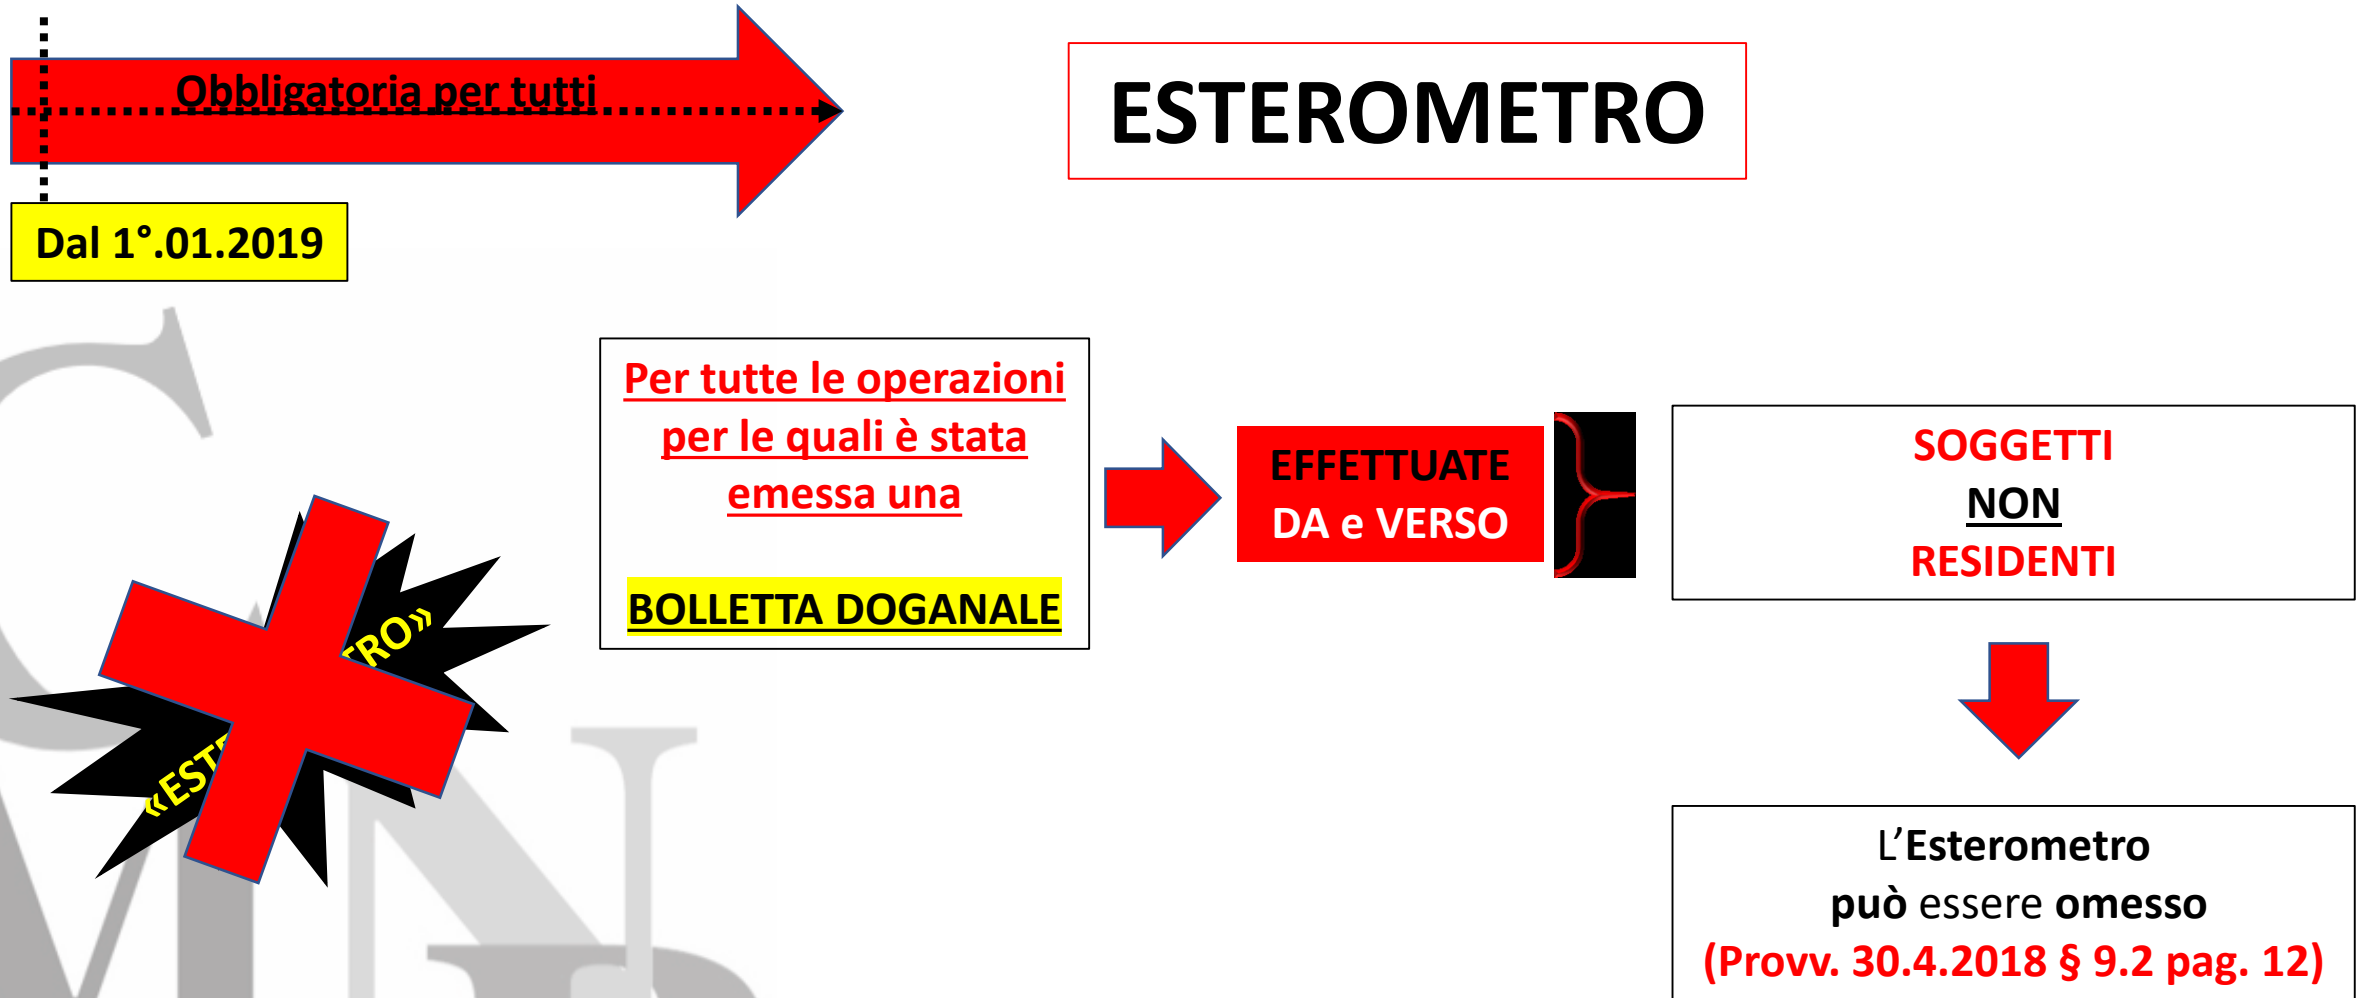 Obbligatoria per tutti
ESTEROMETRO
Dal 1°.01.2019
Per tutte le operazioni
per le quali è stata
emessa una
BOLLETTA DOGANALE
EFFETTUATE
DA e VERSO
SOGGETTI
NON
RESIDENTI
L’Esterometro
può essere omesso
(Provv. 30.4.2018 § 9.2 pag. 12)